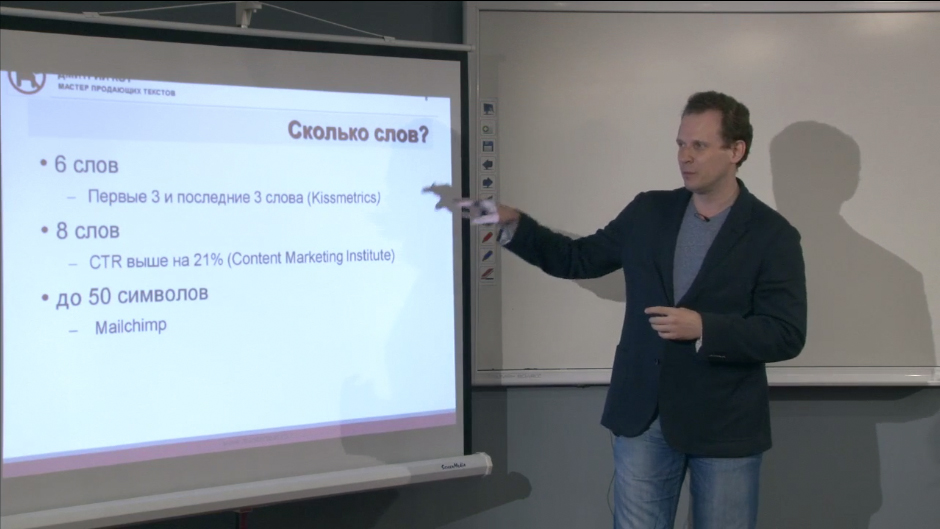 МАСТЕР ПРОДАЮЩИХ ТЕКСТОВ
Сколько слов?
• 6 слов
– Первые 3 и последние 3 слова (Kissmetrics)
• 8 слов
– CTR выше на 21% (Content Marketing Institute)
• до 50 символов
– Mailchimp